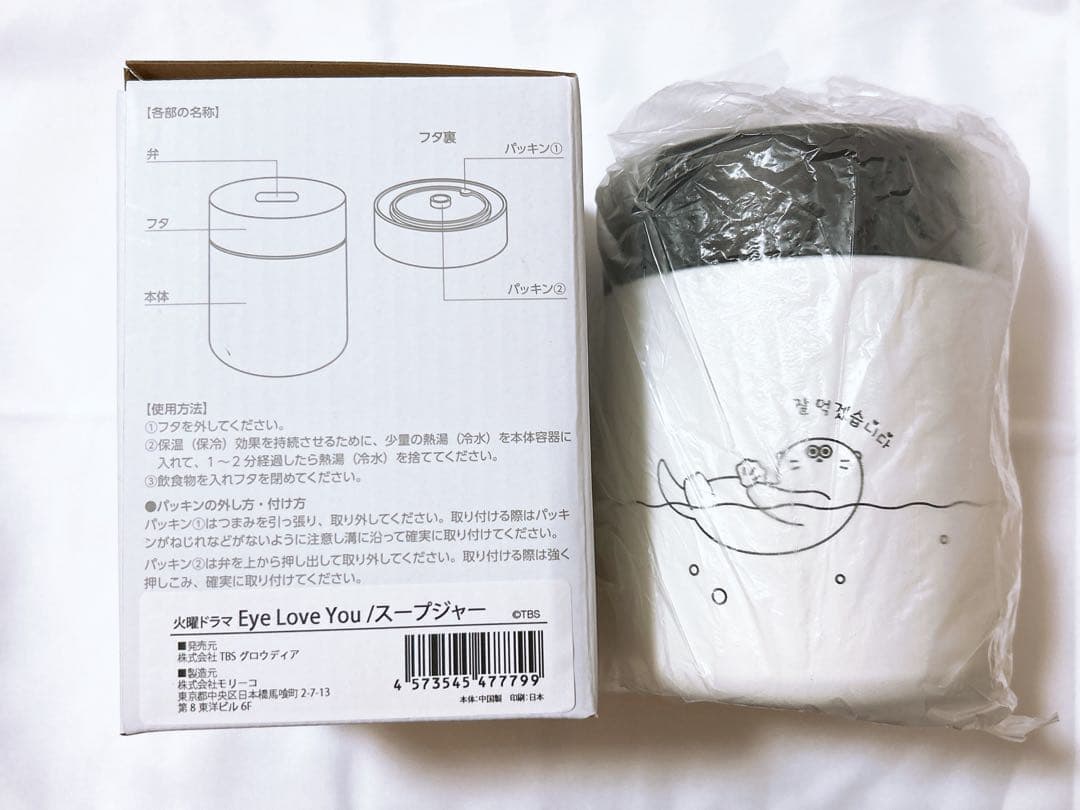 【各部の名称】
弁
フタ
本体
フタ裏
パッキン①
パッキン②
【使用方法】
①フタを外してください。
②保温（保冷）効果を持続させるために、少量の熱湯（冷水）を本体容器に
入れて、１～２分経過したら熱湯（冷水）を捨ててください。
③飲食物を入れフタを閉めてください。
●パッキンの外し方・付け方
パッキン①はつまみを引っ張り、取り外してください。取り付ける際はパッキ
ンがねじれなどがないように注意し溝に沿って確実に取り付けてください。
パッキン②は弁を上から押し出して取り外してください。取り付ける際は強く
押しこみ、確実に取り付けてください。
火曜ドラマ Eye Love You /スープジャー ©TBS
■発売元
株式会社 TBS グロウディア
■製造元
株式会社モリーコ
東京都中央区日本橋馬喰町 2-7-13
第 8 東洋ビル 6F
4 573545 477799
本体:中国製 印刷:日本
잘 먹겠습니다